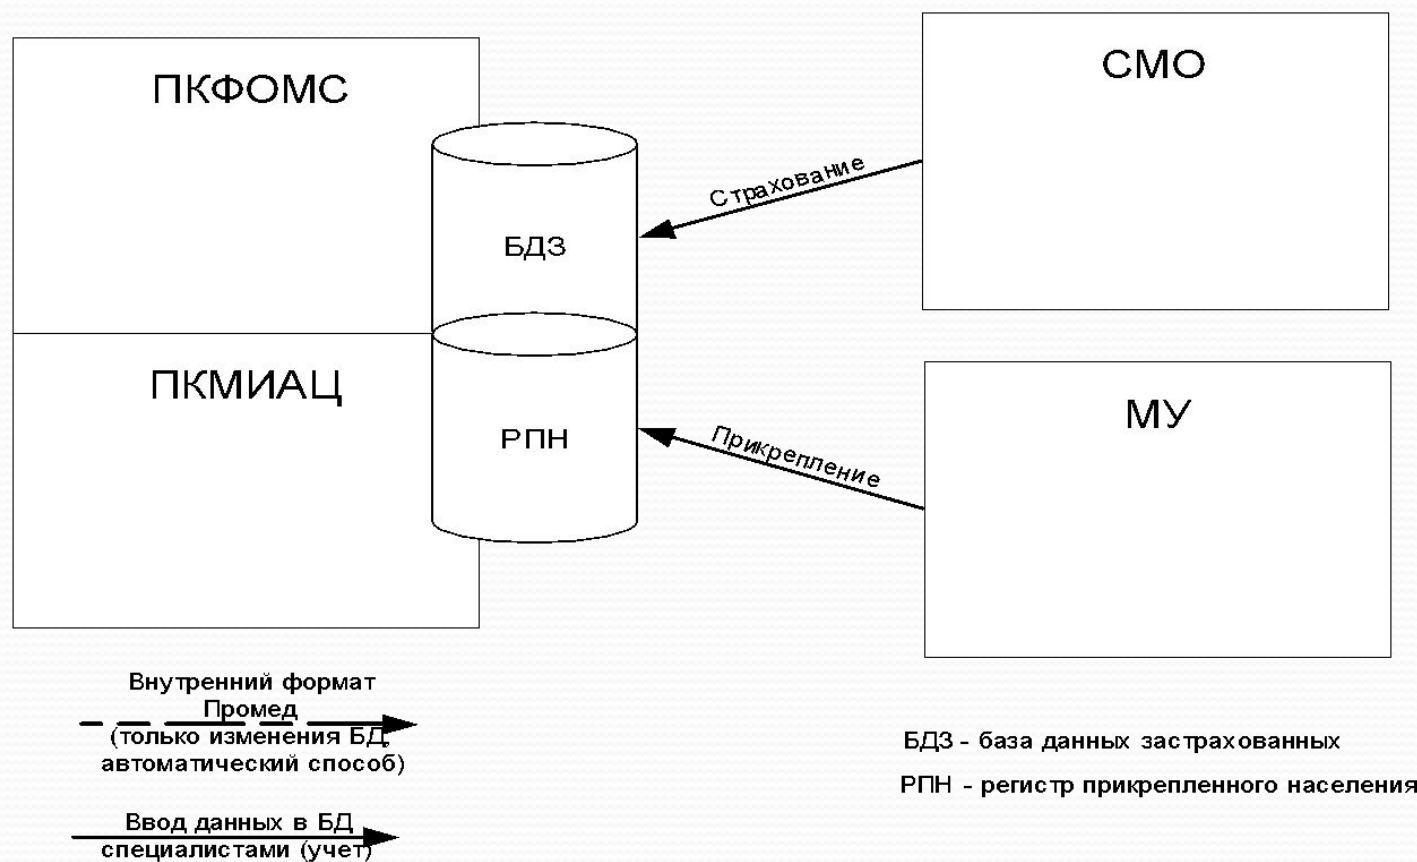 ПКФОМС
СМО
Страхование
БДЗ
ПКМИАЦ
РПН
МУ
Прикрепление
Внутренний формат
Промед
(только изменения БД,
автоматический способ)
БДЗ - база данных застрахованных
РПН - регистр прикрепленного населения
Ввод данных в БД
специалистами (учет)